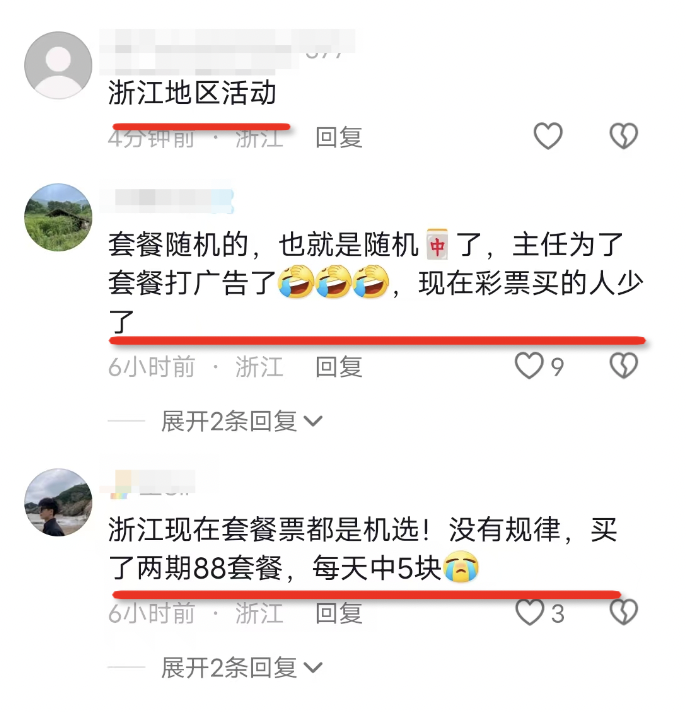 浙江地区活动
4分钟前 · 浙江 回复
套餐随机的，也就是随机🀄了，主任为了
套餐打广告了🤣🤣🤣，现在彩票买的人少
了
6小时前 · 浙江 回复 9
展开2条回复
浙江现在套餐票都是机选！没有规律，买
了两期88套餐，每天中5块😭
6小时前 · 浙江 回复 3
展开2条回复